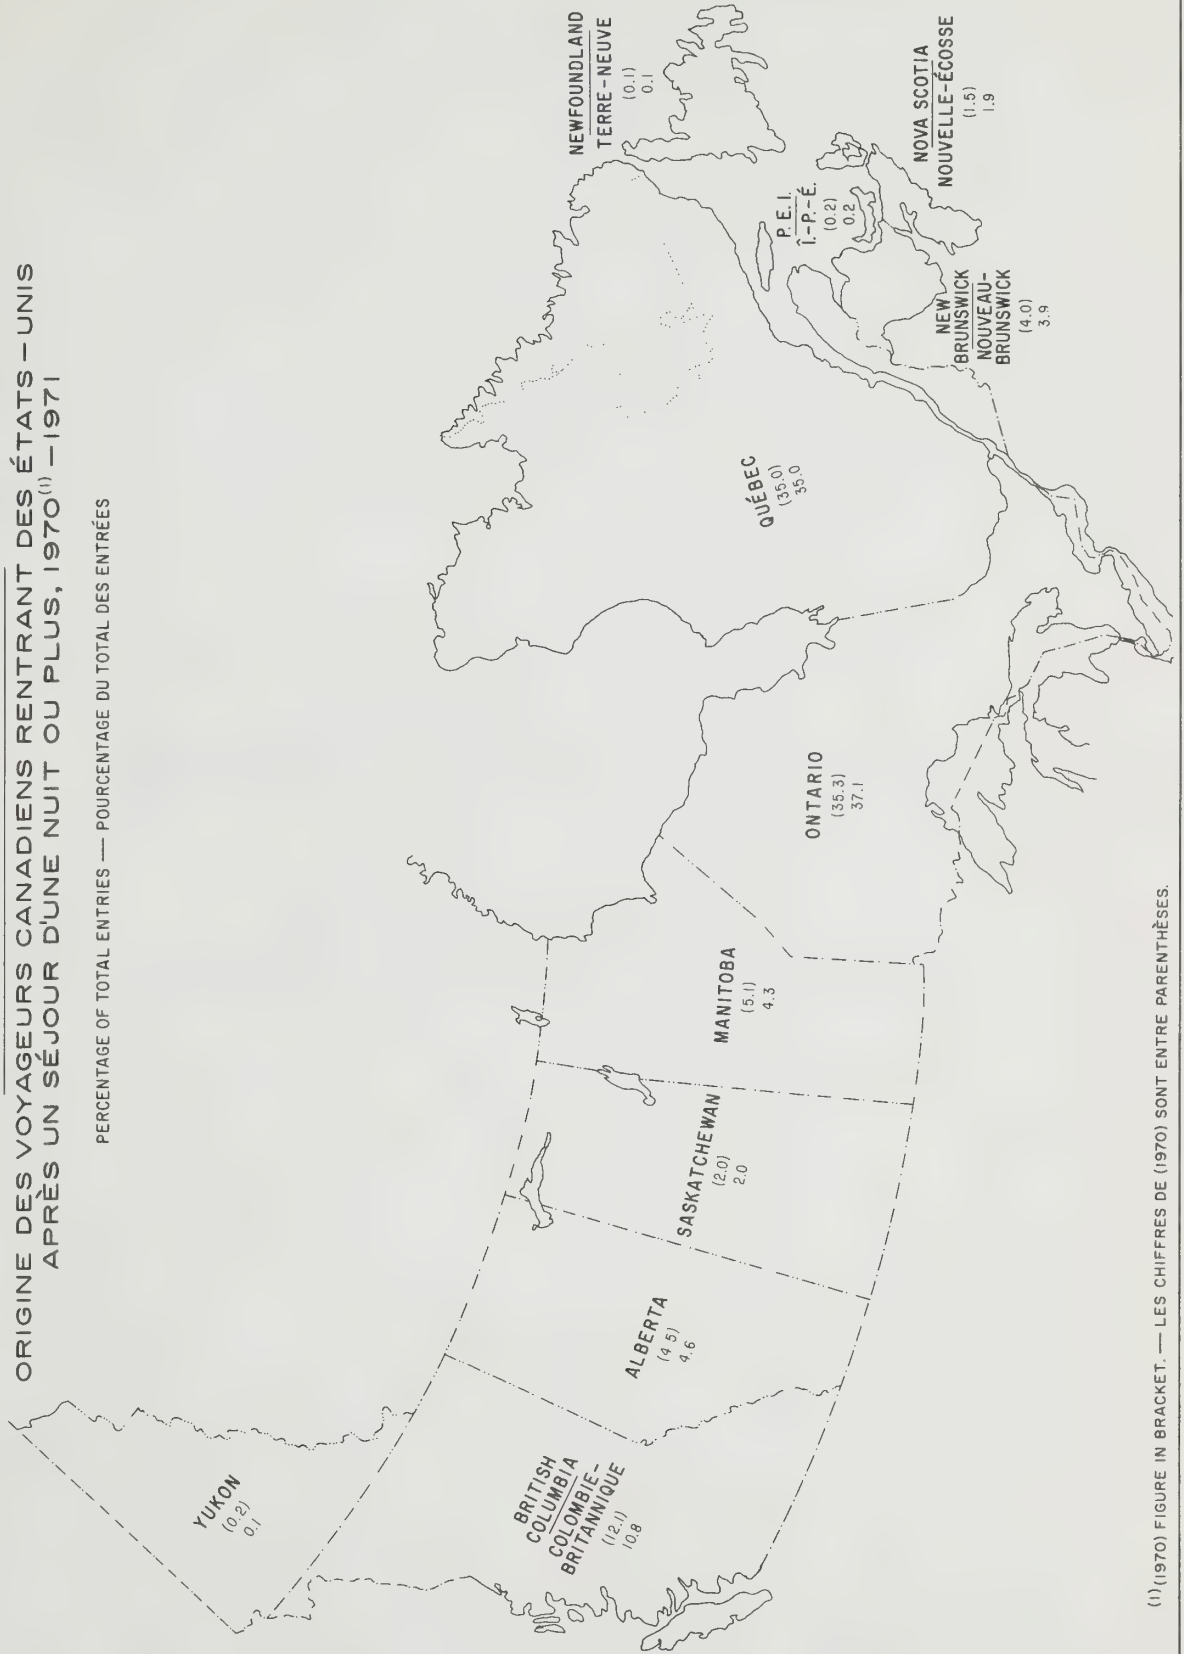 ORIGINE DES VOYAGEURS CANADIENS RENTRANT DES ÉTATS-UNIS
APRÈS UN SÉJOUR D'UNE NUIT OU PLUS, 1970(1)-1971
PERCENTAGE OF TOTAL ENTRIES — POURCENTAGE DU TOTAL DES ENTRÉES
YUKON
(0.2)
0.1
BRITISH
COLUMBIA
COLOMBIE-
BRITANNIQUE
(12.1)
10.8
ALBERTA
(4 5)
4.6
SASKATCHEWAN
(2.0)
2.0
MANITOBA
(5.1)
4.3
ONTARIO
(35.3)
37.1
QUÉBEC
(35.0)
35.0
NEWFOUNDLAND
TERRE-NEUVE
(0.1)
0.1
P. E. I.
Î.-P.-É.
(0.2)
0.2
NEW
BRUNSWICK
NOUVEAU-
BRUNSWICK
(4.0)
3.9
NOVA SCOTIA
NOUVELLE-ÉCOSSE
(1.5)
1.9
(1)(1970) FIGURE IN BRACKET. — LES CHIFFRES DE (1970) SONT ENTRE PARENTHÈSES.